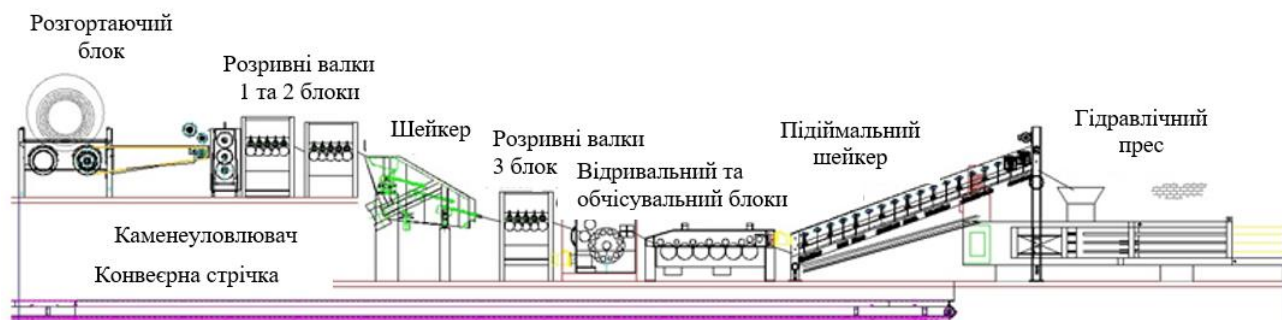 Розгортаючий
блок
Розривні валки
1 та 2 блоки
Шейкер
Розривні валки
3 блок
Відривальний та
обчісувальний блоки
Підіймальний
шейкер
Гідравлічний
прес
Каменеуловлювач
Конвеєрна стрічка